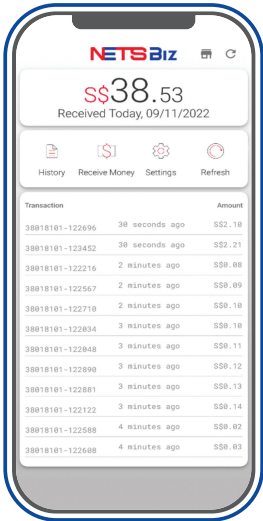 NETS BIZ
S$38.53
Received Today, 09/11/2022
History Receive Money Settings Refresh
Transaction Amount
38018101-122696 30 seconds ago S$2.10
38018101-123452 30 seconds ago S$2.21
38018101-122216 2 minutes ago S$0.08
38018101-122567 2 minutes ago S$0.09
38018101-122710 2 minutes ago S$0.10
38018101-122034 3 minutes ago S$0.10
38018101-122048 3 minutes ago S$0.11
38018101-122890 3 minutes ago S$0.12
38018101-122881 3 minutes ago S$0.13
38018101-122122 3 minutes ago S$0.14
38018101-122588 4 minutes ago S$0.02
38018101-122608 4 minutes ago S$0.03